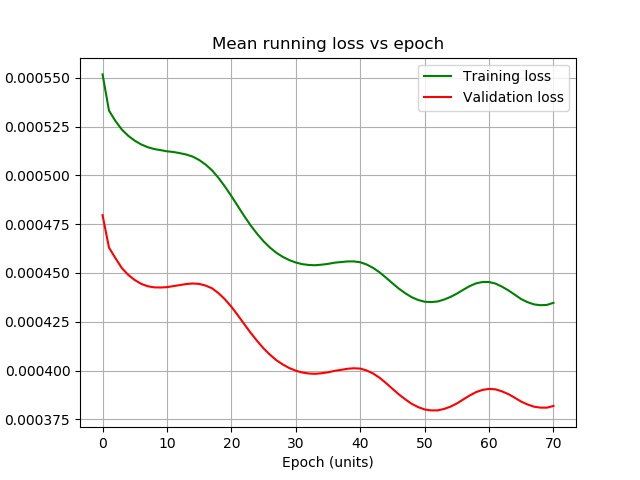 Mean running loss vs epoch
0.000550
0.000525
0.000500
0.000475
0.000450
0.000425
0.000400
0.000375
Training loss
Validation loss
0 10 20 30 40 50 60 70
Epoch (units)